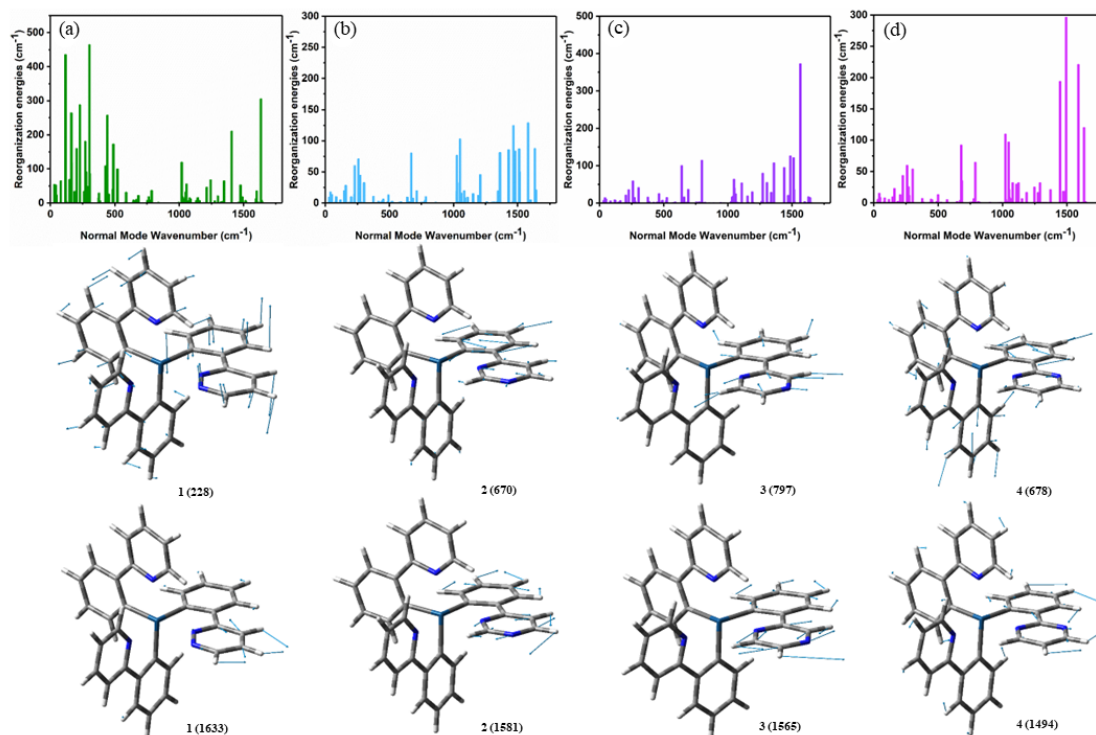 (a)
Reorganization energies (cm⁻¹)
500
400
300
200
100
0
0 500 1000 1500
Normal Mode Wavenumber (cm⁻¹)
(b)
Reorganization energies (cm⁻¹)
300
250
200
150
100
50
0
0 500 1000 1500
Normal Mode Wavenumber (cm⁻¹)
(c)
Reorganization energies (cm⁻¹)
500
400
300
200
100
0
0 500 1000 1500
Normal Mode Wavenumber (cm⁻¹)
(d)
Reorganization energies (cm⁻¹)
300
250
200
150
100
50
0
0 500 1000 1500
Normal Mode Wavenumber (cm⁻¹)
1 (228)
2 (670)
3 (797)
4 (678)
1 (1633)
2 (1581)
3 (1565)
4 (1494)